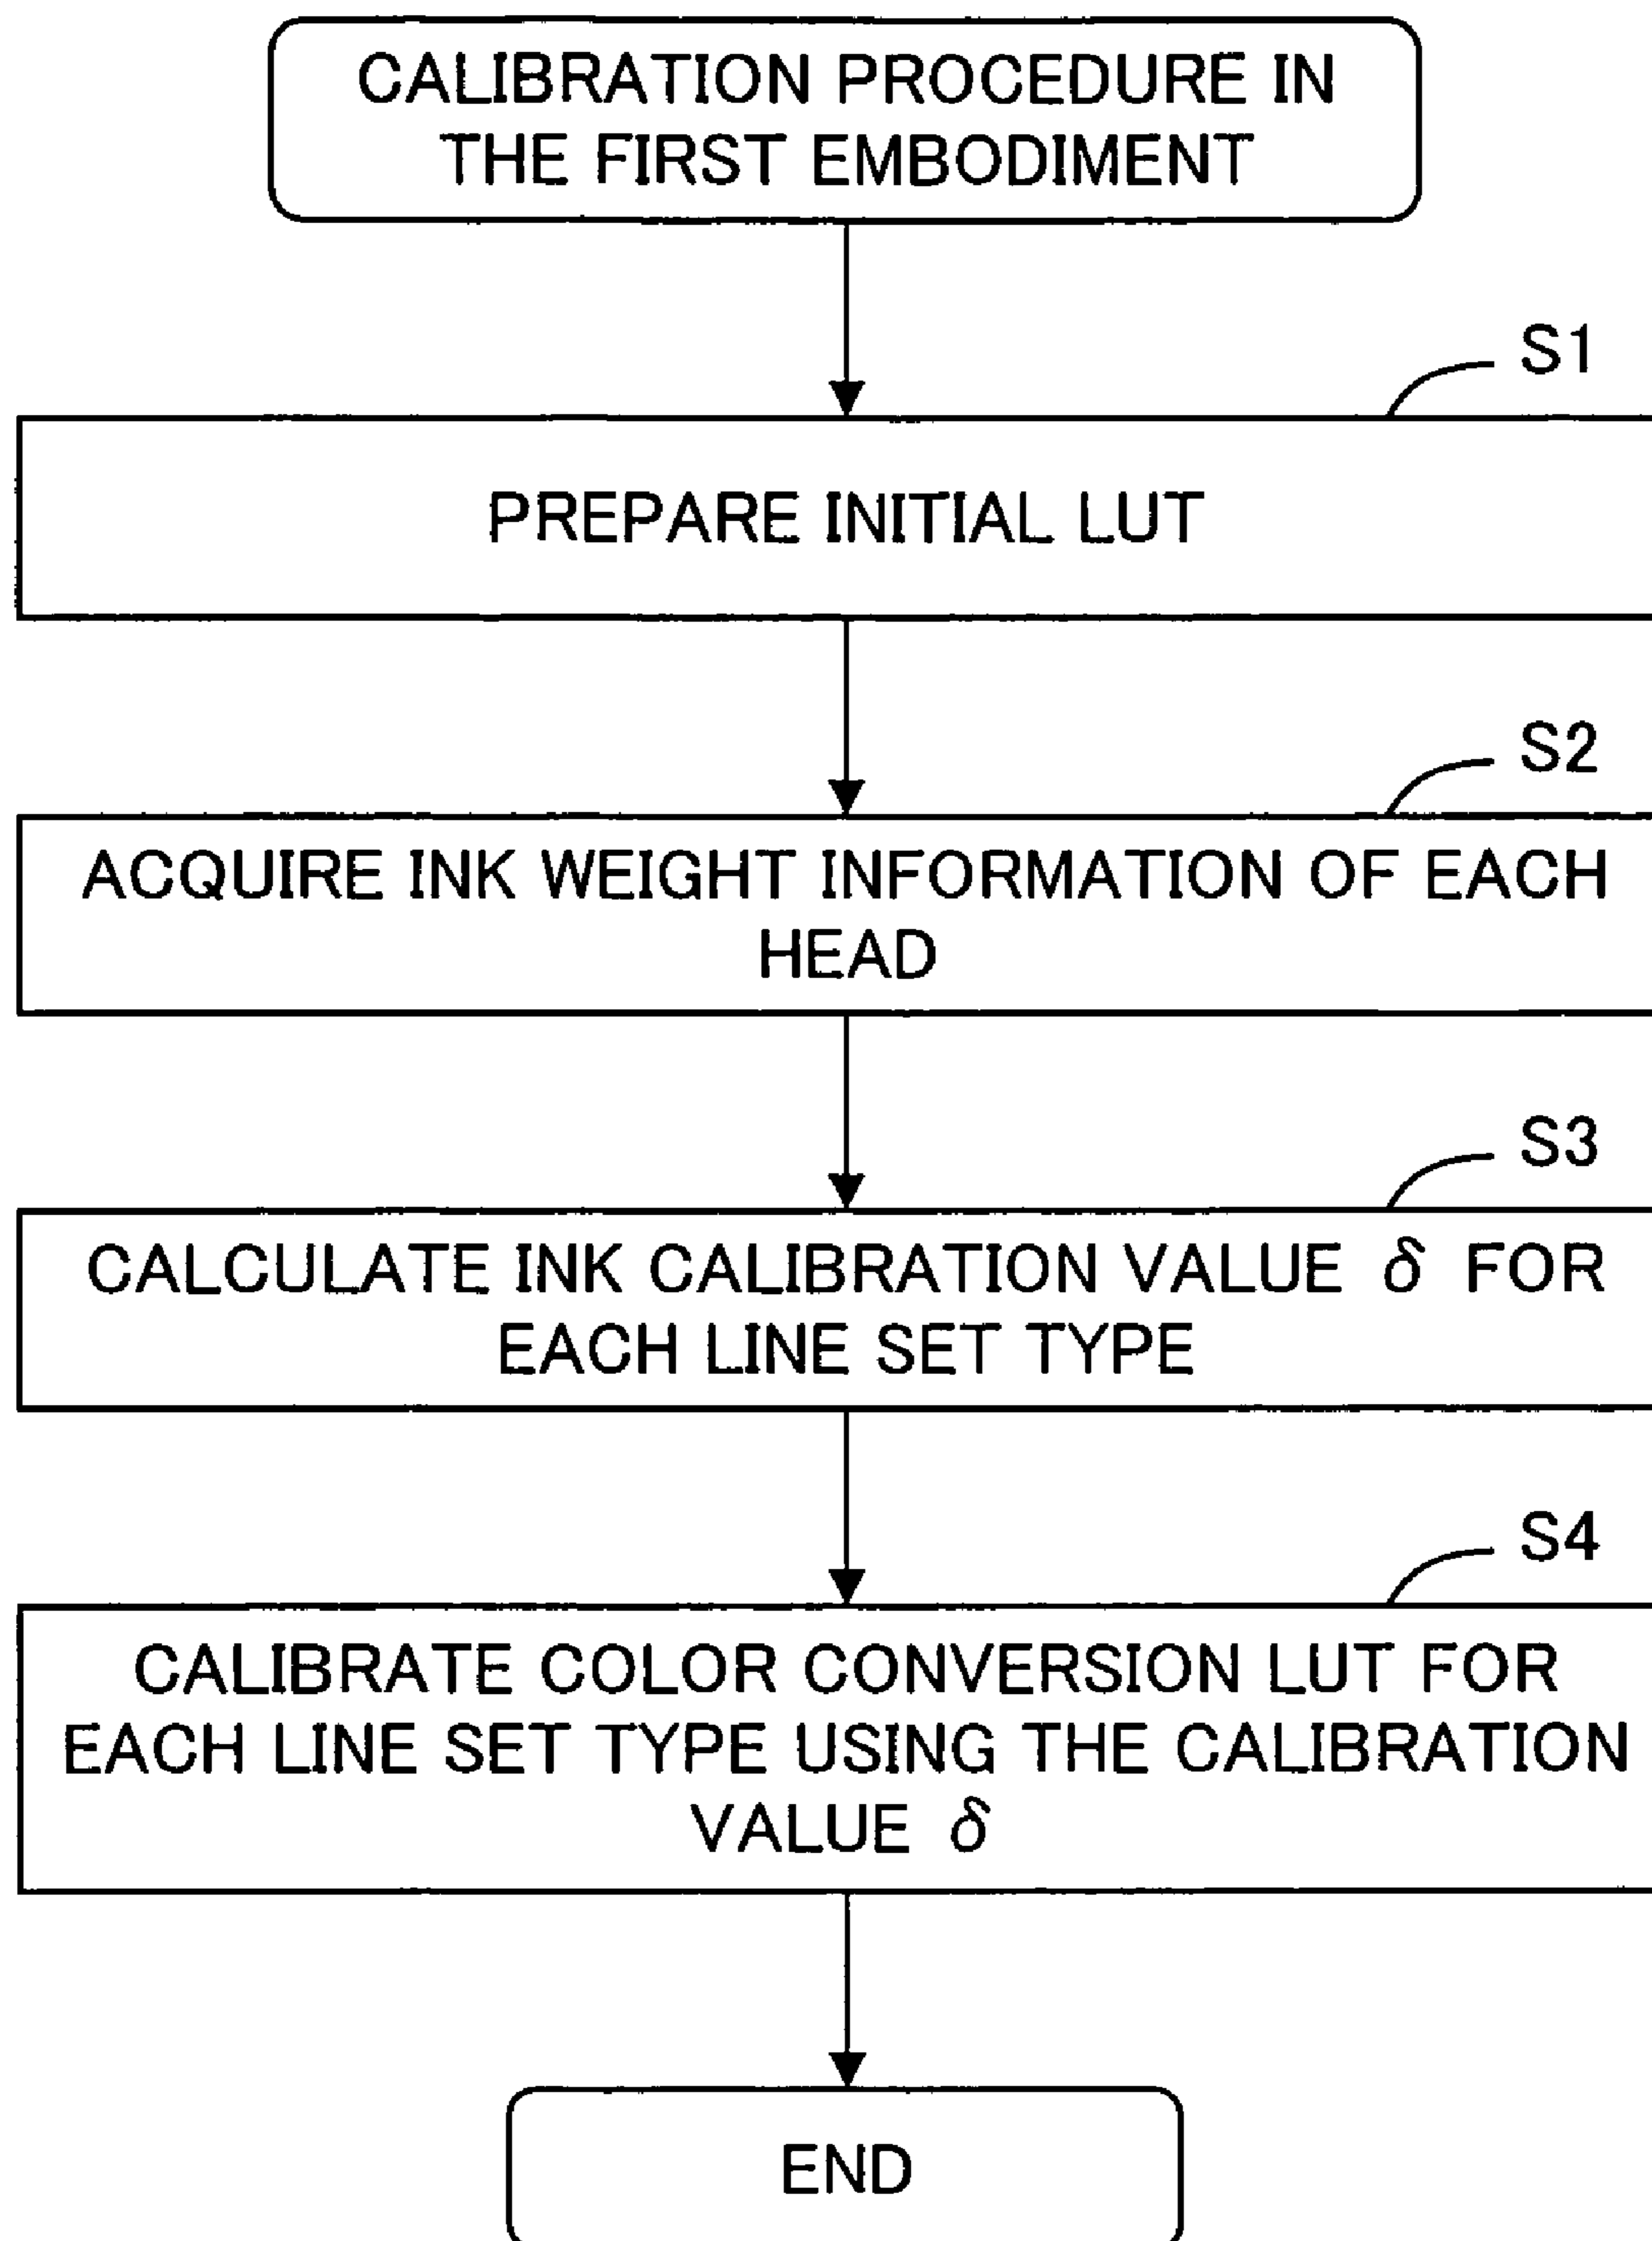 CALIBRATION PROCEDURE IN
THE FIRST EMBODIMENT
S1
PREPARE INITIAL LUT
S2
ACQUIRE INK WEIGHT INFORMATION OF EACH
HEAD
S3
CALCULATE INK CALIBRATION VALUE δ FOR
EACH LINE SET TYPE
S4
CALIBRATE COLOR CONVERSION LUT FOR
EACH LINE SET TYPE USING THE CALIBRATION
VALUE δ
END